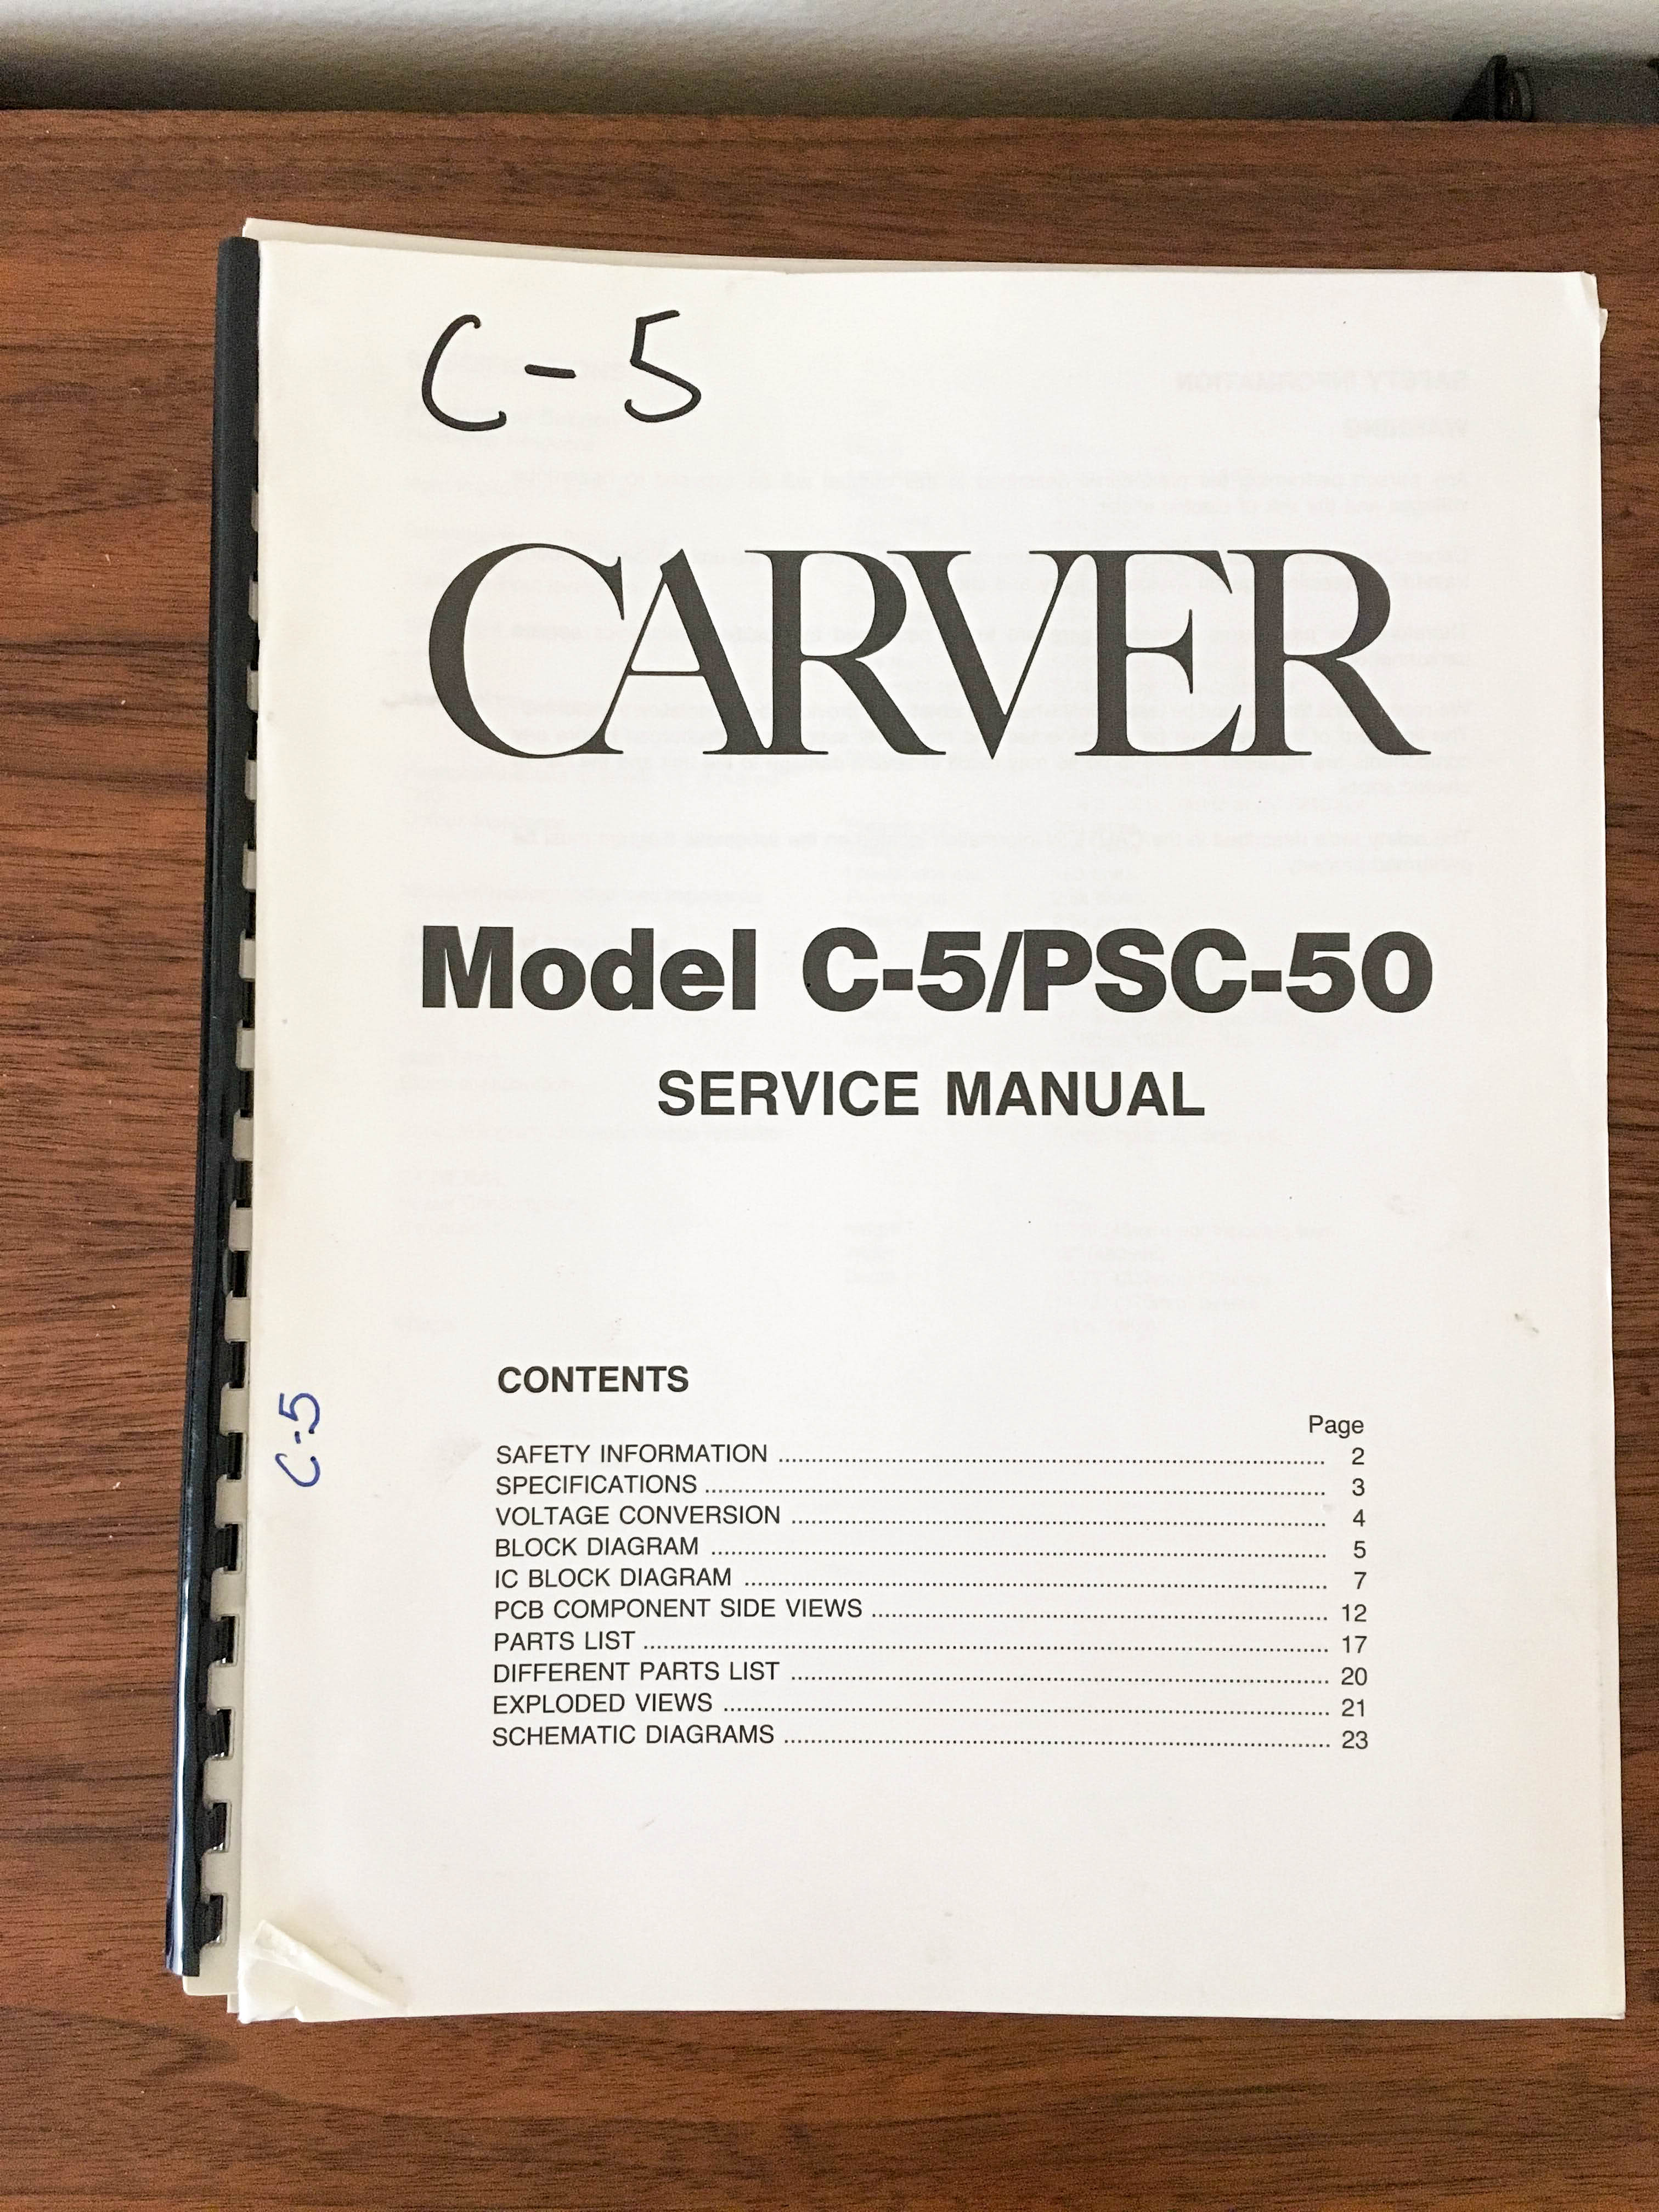 C-5
CARVER
Model C-5/PSC-50
SERVICE MANUAL
C-5
CONTENTS
Page
SAFETY INFORMATION ........ 2
SPECIFICATIONS ........ 3
VOLTAGE CONVERSION ........ 4
BLOCK DIAGRAM ........ 5
IC BLOCK DIAGRAM ........ 7
PCB COMPONENT SIDE VIEWS ........ 12
PARTS LIST ........ 17
DIFFERENT PARTS LIST ........ 20
EXPLODED VIEWS ........ 21
SCHEMATIC DIAGRAMS ........ 23